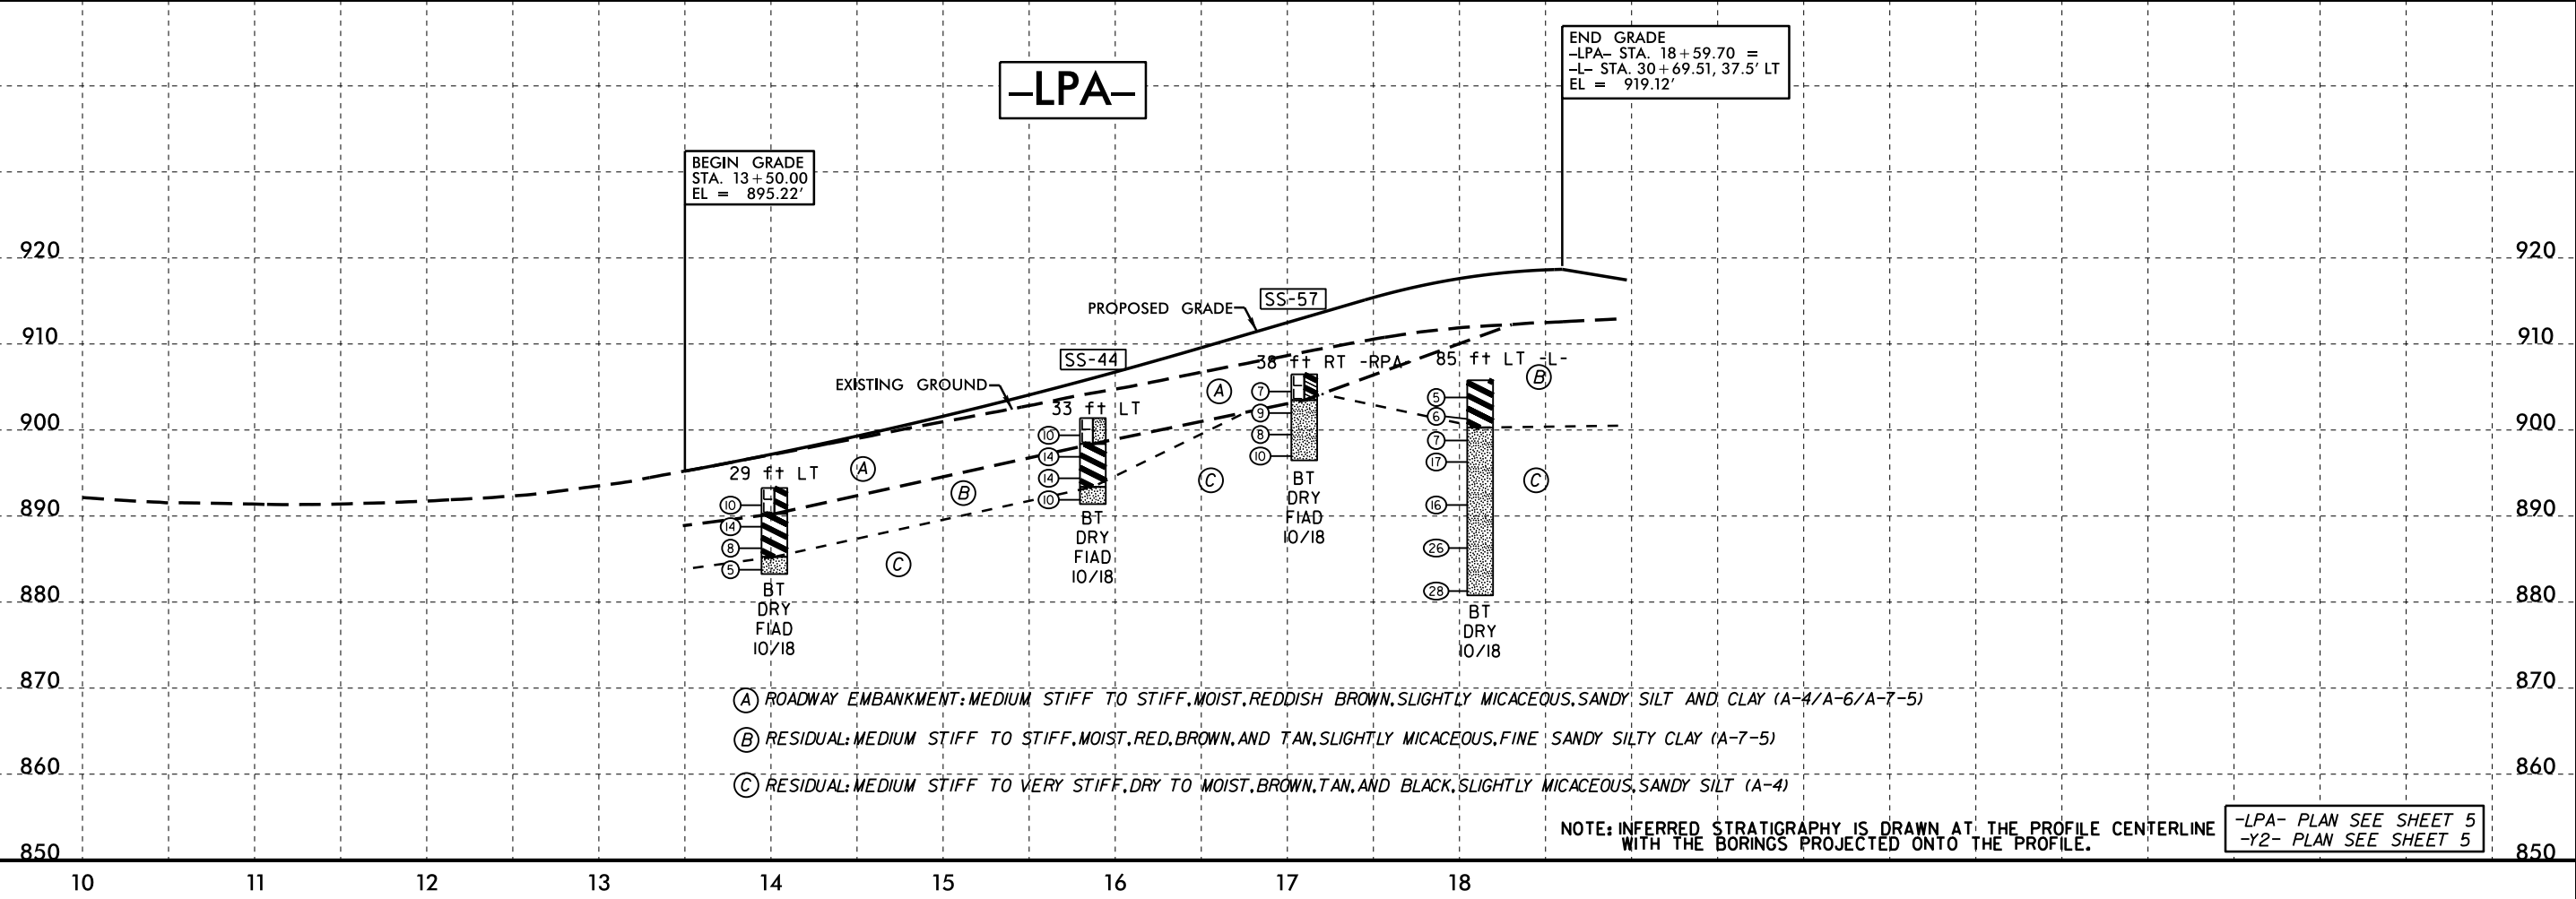 END GRADE
-LPA- STA. 18+59.70 =
-L- STA. 30+69.51, 37.5' LT
EL = 919.12'
-LPA-
BEGIN GRADE
STA. 13+50.00
EL = 895.22'
920
920
SS-57
PROPOSED GRADE
910
910
SS-44
38 ft RT -RPA-
85 ft LT -L-
EXISTING GROUND
A
7
B
5
33 ft LT
9
6
900
900
10
8
7
14
10
17
29 ft LT
A
14
C
C
B
10
BT
DRY
FIAD
10/18
10
16
890
890
14
BT
DRY
FIAD
10/18
8
26
5
C
28
880
880
BT
DRY
FIAD
10/18
BT
DRY
10/18
870
870
A ROADWAY EMBANKMENT: MEDIUM STIFF TO STIFF, MOIST, REDDISH BROWN, SLIGHTLY MICACEOUS, SANDY SILT AND CLAY (A-4/A-6/A-7-5)
B RESIDUAL: MEDIUM STIFF TO STIFF, MOIST, RED, BROWN, AND TAN, SLIGHTLY MICACEOUS, FINE SANDY SILTY CLAY (A-7-5)
860
860
C RESIDUAL: MEDIUM STIFF TO VERY STIFF, DRY TO MOIST, BROWN, TAN, AND BLACK, SLIGHTLY MICACEOUS, SANDY SILT (A-4)
NOTE: INFERRED STRATIGRAPHY IS DRAWN AT THE PROFILE CENTERLINE
WITH THE BORINGS PROJECTED ONTO THE PROFILE.
-LPA- PLAN SEE SHEET 5
-Y2- PLAN SEE SHEET 5
850
850
10 11 12 13 14 15 16 17 18